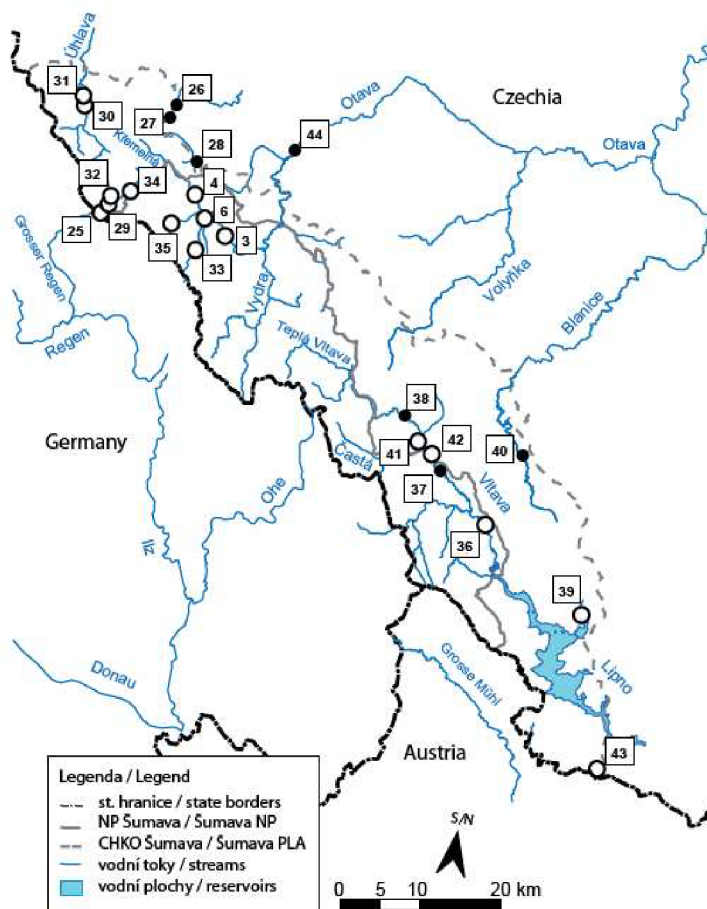 Úhlava
31
26
30
27
Křemelná
28
44
Otava
Czechia
Otava
32
34
4
6
25
29
35
33
3
Grosser Regen
Vydra
Volyňka
Blanice
Regen
Teplá Vltava
Germany
38
41
42
40
Častá
37
Vltava
Ohe
Ilz
36
39
Donau
Grosse Mühl
Lipno
Austria
43
Legenda / Legend
st. hranice / state borders
NP Šumava / Šumava NP
CHKO Šumava / Šumava PLA
vodní toky / streams
vodní plochy / reservoirs
S/N
0 5 10 20 km